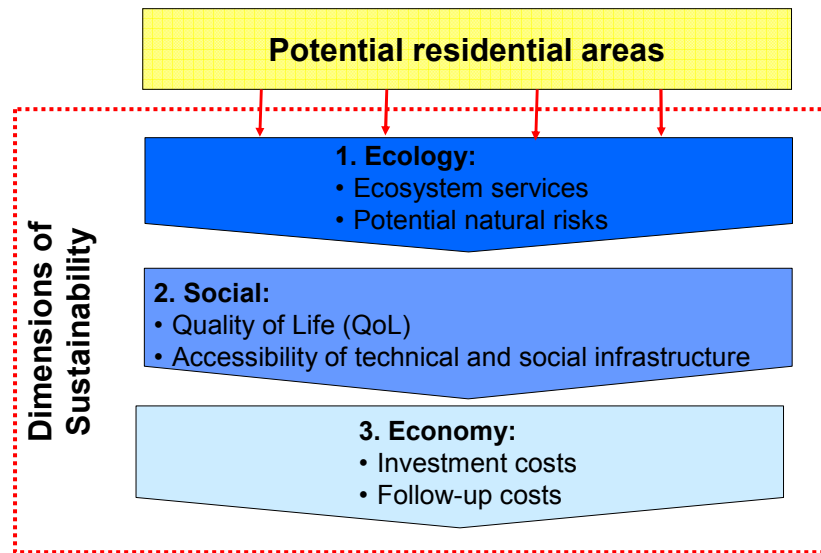 Potential residential areas
Dimensions of
Sustainability
1. Ecology:
• Ecosystem services
• Potential natural risks
2. Social:
• Quality of Life (QoL)
• Accessibility of technical and social infrastructure
3. Economy:
• Investment costs
• Follow-up costs